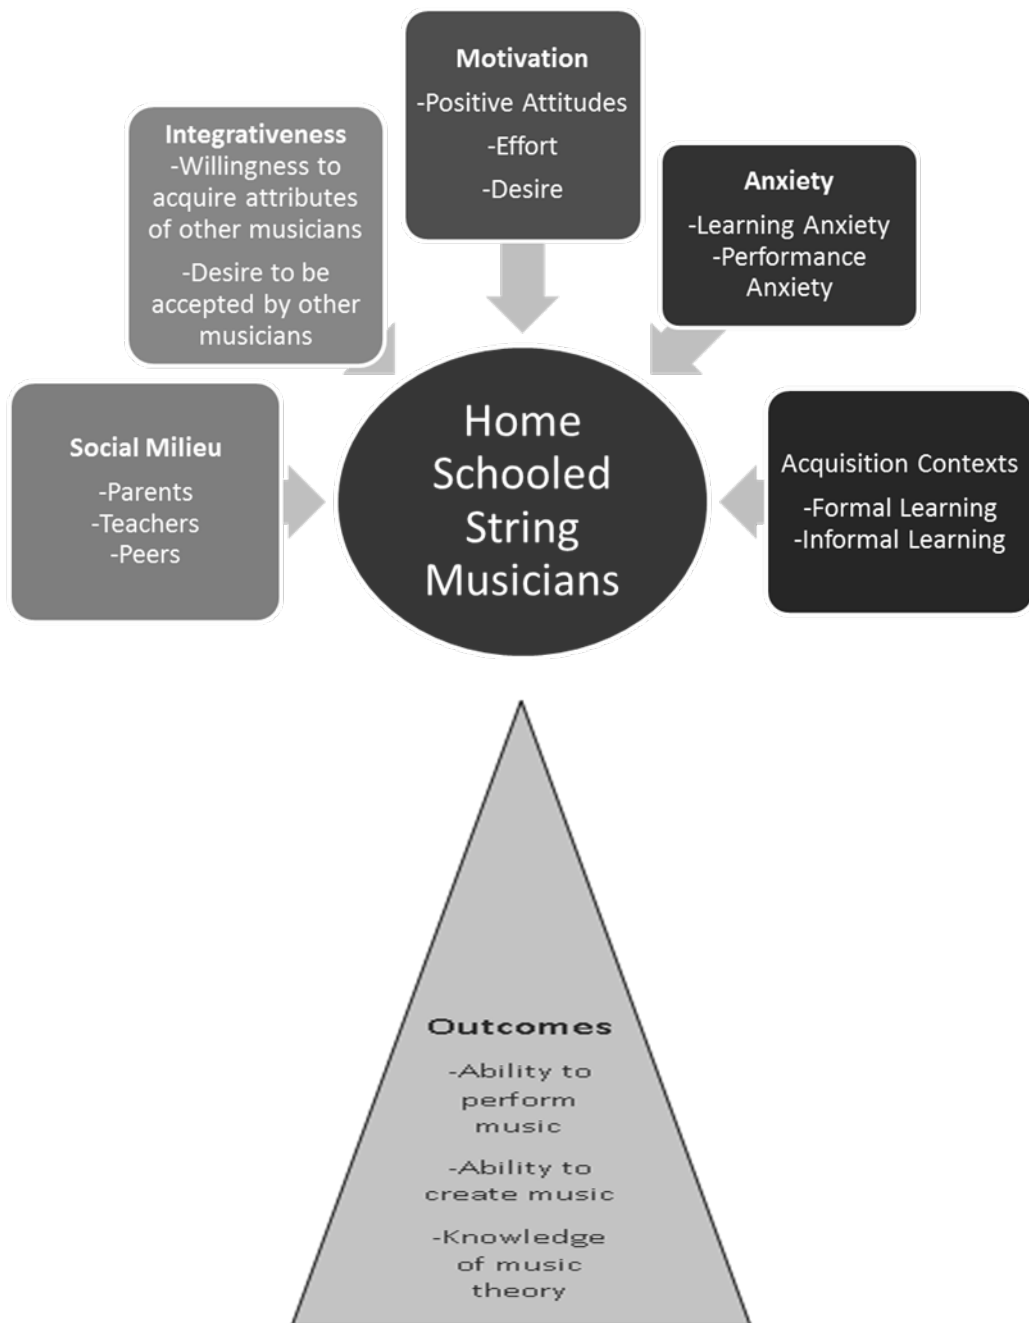 Motivation
-Positive Attitudes
-Effort
-Desire
Integrativeness
-Willingness to
acquire attributes
of other musicians
-Desire to be
accepted by other
musicians
Anxiety
-Learning Anxiety
-Performance
Anxiety
Social Milieu
-Parents
-Teachers
-Peers
Home
Schooled
String
Musicians
Acquisition Contexts
-Formal Learning
-Informal Learning
Outcomes
-Ability to
perform
music
-Ability to
create music
-Knowledge
of music
theory